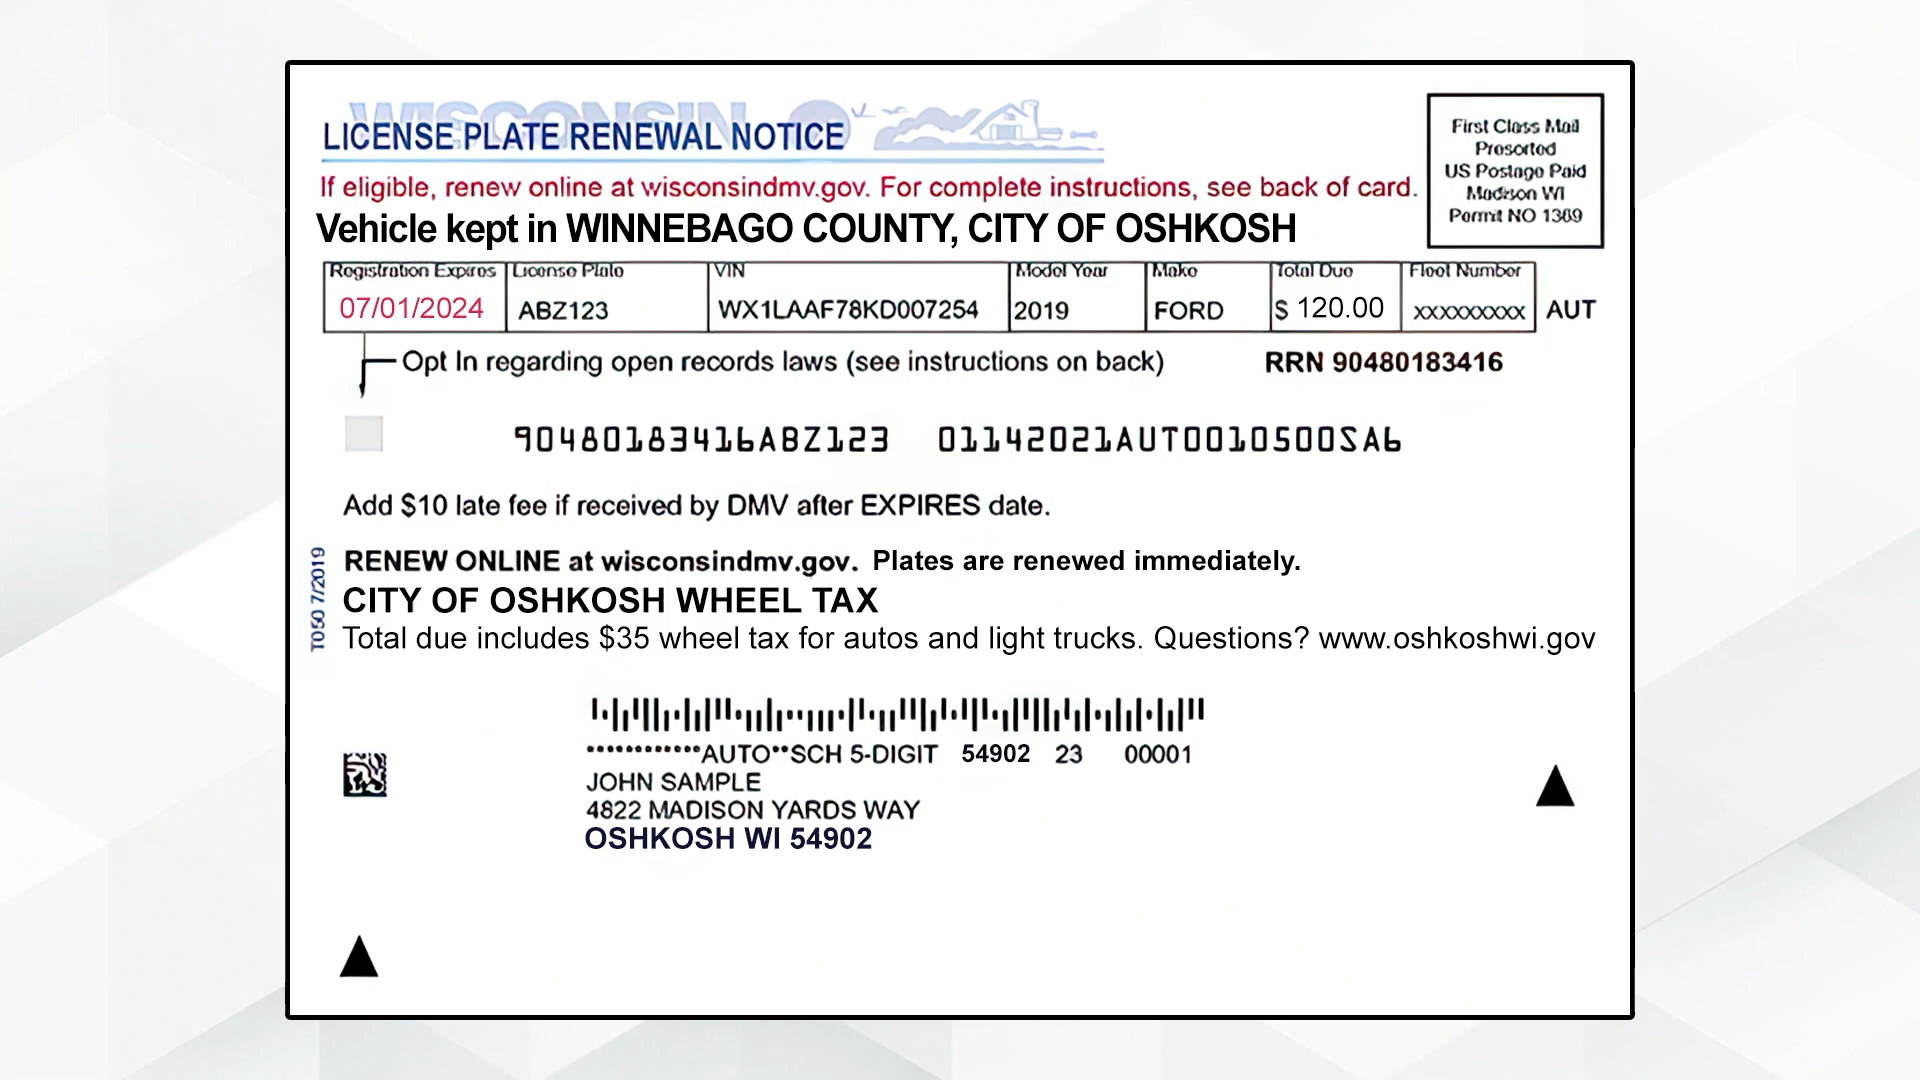 WISCONSIN
LICENSE PLATE RENEWAL NOTICE
First Class Mail
Presorted
US Postage Paid
Madison WI
Permit NO 1369
If eligible, renew online at wisconsindmv.gov. For complete instructions, see back of card.
Vehicle kept in WINNEBAGO COUNTY, CITY OF OSHKOSH
Registration Expires License Plate VIN Model Year Make Total Due Fleet Number
07/01/2024 ABZ123 WX1LAAF78KD007254 2019 FORD $ 120.00 xxxxxxxxx AUT
Opt In regarding open records laws (see instructions on back) RRN 90480183416
90480183416ABZ123 01142021AUT0010500SA6
Add $10 late fee if received by DMV after EXPIRES date.
T050 7/2019
RENEW ONLINE at wisconsindmv.gov. Plates are renewed immediately.
CITY OF OSHKOSH WHEEL TAX
Total due includes $35 wheel tax for autos and light trucks. Questions? www.oshkoshwi.gov
************AUTO**SCH 5-DIGIT 54902 23 00001
JOHN SAMPLE
4822 MADISON YARDS WAY
OSHKOSH WI 54902